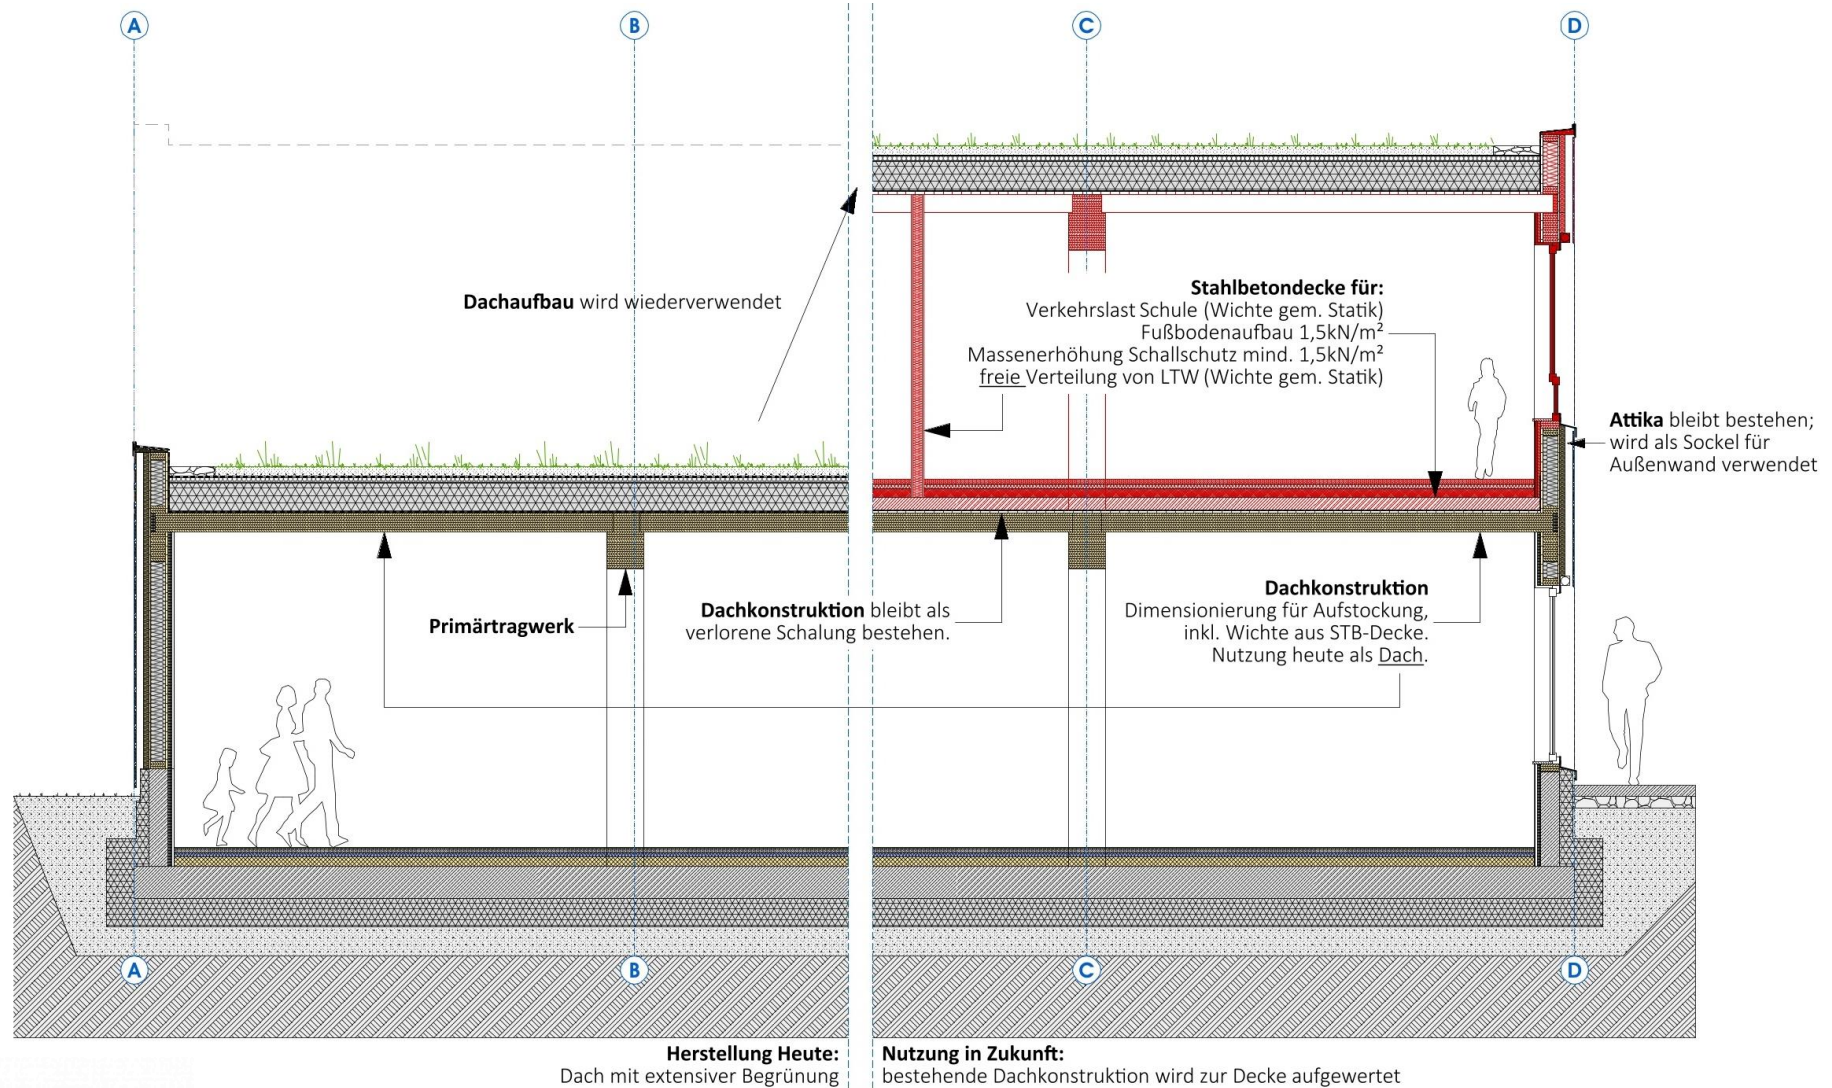 A
B
C
D
Dachaufbau wird wiederverwendet
Stahlbetondecke für:
Verkehrslast Schule (Wichte gem. Statik)
Fußbodenaufbau 1,5kN/m²
Massenerhöhung Schallschutz mind. 1,5kN/m²
freie Verteilung von LTW (Wichte gem. Statik)
Attika bleibt bestehen;
wird als Sockel für
Außenwand verwendet
Primärtragwerk
Dachkonstruktion bleibt als
verlorene Schalung bestehen.
Dachkonstruktion
Dimensionierung für Aufstockung,
inkl. Wichte aus STB-Decke.
Nutzung heute als Dach.
A
B
C
D
Herstellung Heute:
Dach mit extensiver Begrünung
Nutzung in Zukunft:
bestehende Dachkonstruktion wird zur Decke aufgewertet